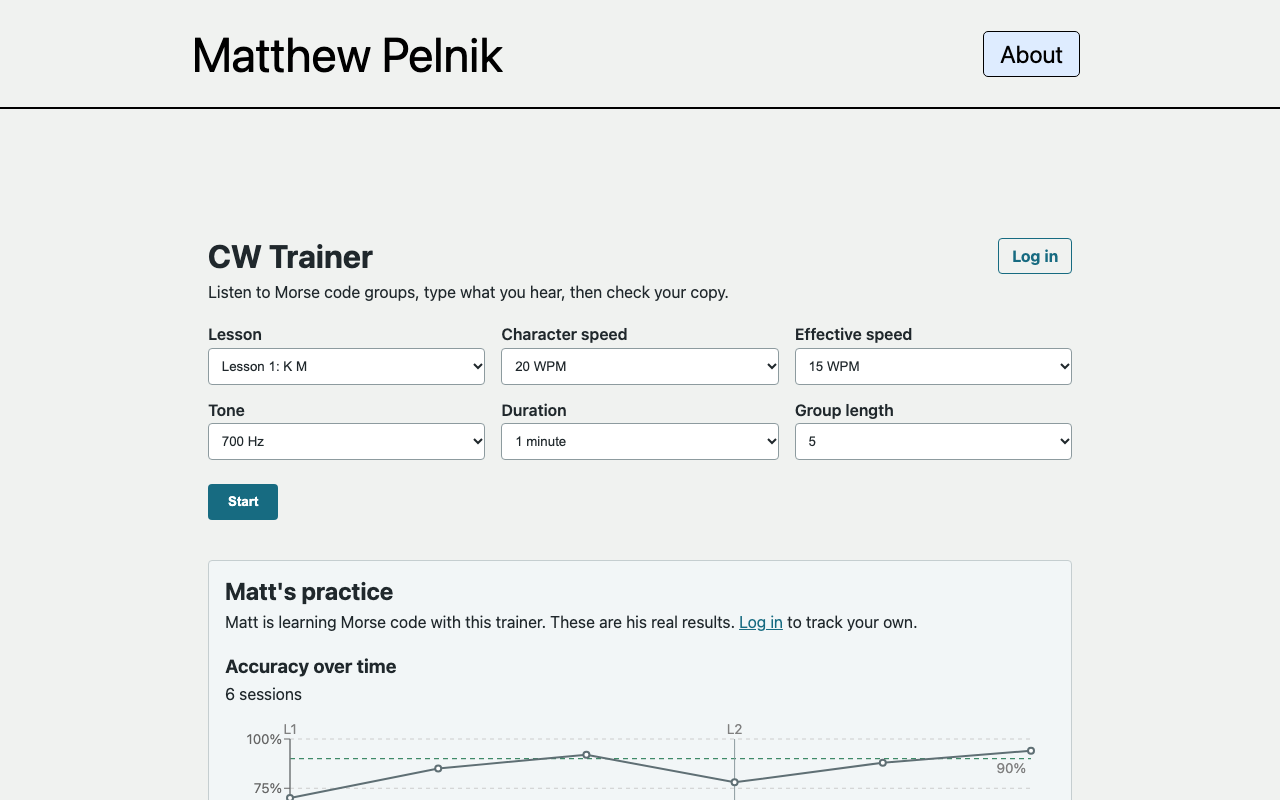 Matthew Pelnik
About
CW Trainer
Log in
Listen to Morse code groups, type what you hear, then check your copy.
Lesson
Character speed
Effective speed
Lesson 1: K M
20 WPM
15 WPM
Tone
Duration
Group length
700 Hz
1 minute
5
Start
Matt's practice
Matt is learning Morse code with this trainer. These are his real results. Log in to track your own.
Accuracy over time
6 sessions
L1
L2
100%
90%
75%